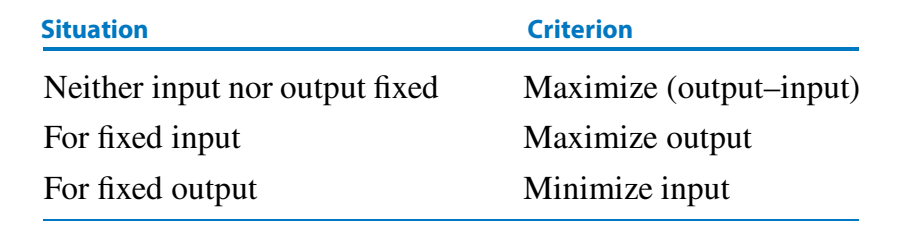 Situation Criterion
Neither input nor output fixed Maximize (output–input)
For fixed input Maximize output
For fixed output Minimize input